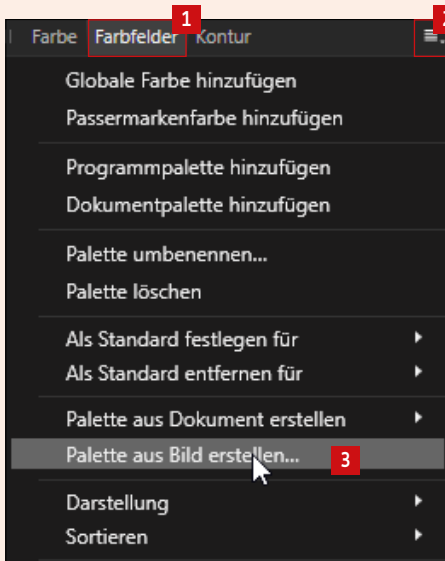 1 2
Farbe Farbfelder Kontur
Globale Farbe hinzufügen
Passermarkenfarbe hinzufügen
Programmpalette hinzufügen
Dokumentpalette hinzufügen
Palette umbenennen...
Palette löschen
Als Standard festlegen für
Als Standard entfernen für
Palette aus Dokument erstellen
Palette aus Bild erstellen... 3
Darstellung
Sortieren